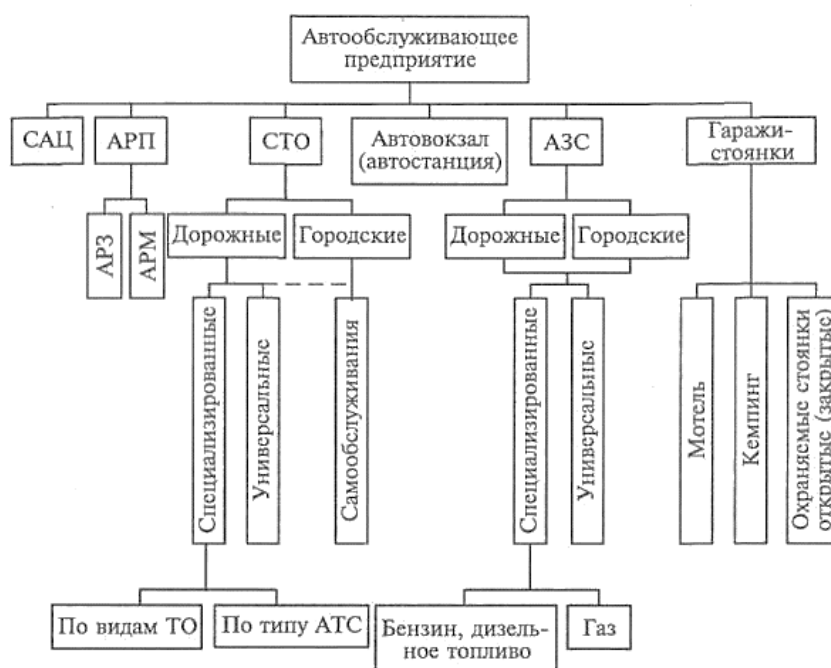 Автообслуживающее
предприятие
САЦ
АРП
СТО
Автовокзал
(автостанция)
АЗС
Гаражи-
стоянки
АРЗ
АРМ
Дорожные
Городские
Дорожные
Городские
Специализированные
Универсальные
Самообслуживания
Специализированные
Универсальные
Мотель
Кемпинг
Охраняемые стоянки
открытые (закрытые)
По видам ТО
По типу АТС
Бензин, дизель-
ное топливо
Газ